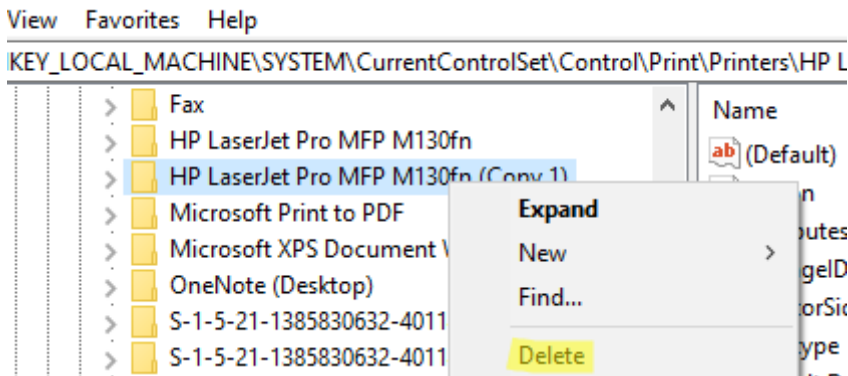 View Favorites Help
KEY_LOCAL_MACHINE\SYSTEM\CurrentControlSet\Control\Print\Printers\HP L
Name
Fax
(Default)
HP LaserJet Pro MFP M130fn
HP LaserJet Pro MFP M130fn (Copy 1)
Microsoft Print to PDF
Microsoft XPS Document
OneNote (Desktop)
S-1-5-21-1385830632-4011
S-1-5-21-1385830632-4011
Expand
New
Find...
Delete